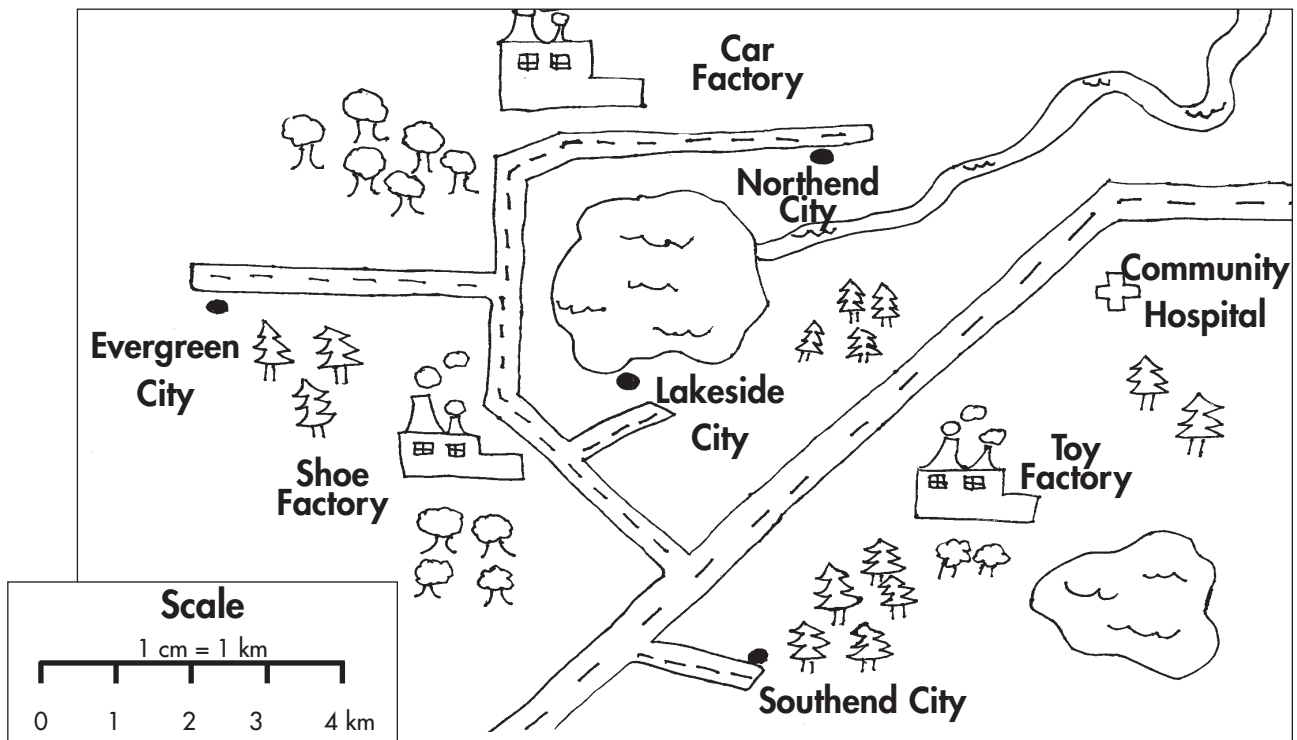 Car
Factory
Northend
City
Community
Hospital
Evergreen
City
Lakeside
City
Shoe
Factory
Toy
Factory
Southend City
Scale
1 cm = 1 km
0 1 2 3 4 km